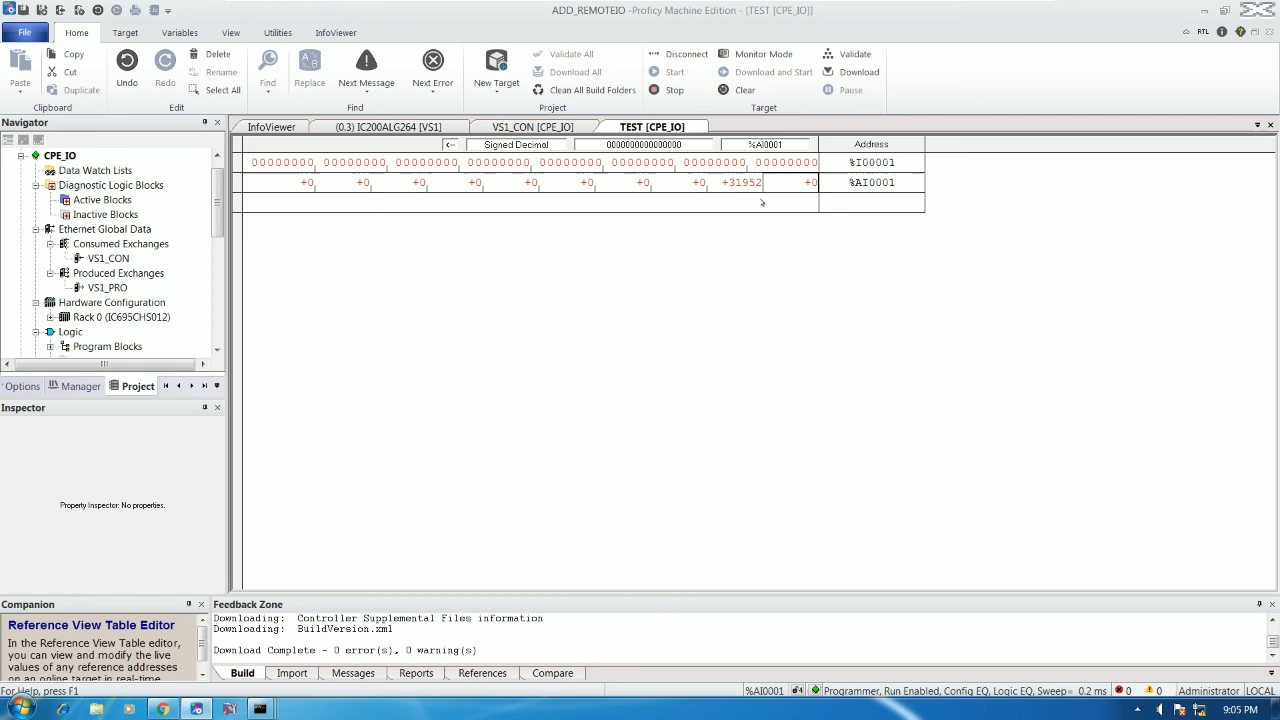 ADD_REMOTEIO -Proficy Machine Edition - [TEST [CPE_IO]]
File Home Target Variables View Utilities InfoViewer RTL
Paste Copy Cut Duplicate Clipboard
Undo Redo Delete Rename Select All Edit
Find Replace Next Message Next Error Find
New Target Validate All Download All Clean All Build Folders Project
Disconnect Start Stop Monitor Mode Download and Start Clear Validate Download Pause Target
Navigator
InfoViewer (0.3) IC200ALG264 [VS1] VS1_CON [CPE_IO] TEST [CPE_IO]
CPE_IO
Data Watch Lists
Diagnostic Logic Blocks
Active Blocks
Inactive Blocks
Ethernet Global Data
Consumed Exchanges
VS1_CON
Produced Exchanges
VS1_PRO
Hardware Configuration
Rack 0 (IC695CHS012)
Logic
Program Blocks
Options Manager Project
<- Signed Decimal 0000000000000000 %AI0001 Address
00000000 00000000 00000000 00000000 00000000 00000000 00000000 00000000 %I00001
+0 +0 +0 +0 +0 +0 +0 +0 +31952 +0 %AI0001
Inspector
Property Inspector: No properties.
Companion
Reference View Table Editor
In the Reference View Table editor,
you can view and modify the live
values of any reference addresses
on an online target in real-time.
Feedback Zone
Downloading: Controller Supplemental Files information
Downloading: BuildVersion.xml
Download Complete - 0 error(s), 0 warning(s)
Build Import Messages Reports References Compare
For Help, press F1 %AI0001 Programmer, Run Enabled, Config EQ, Logic EQ, Sweep= 0.2 ms 0 0 Administrator LOCAL
9:05 PM